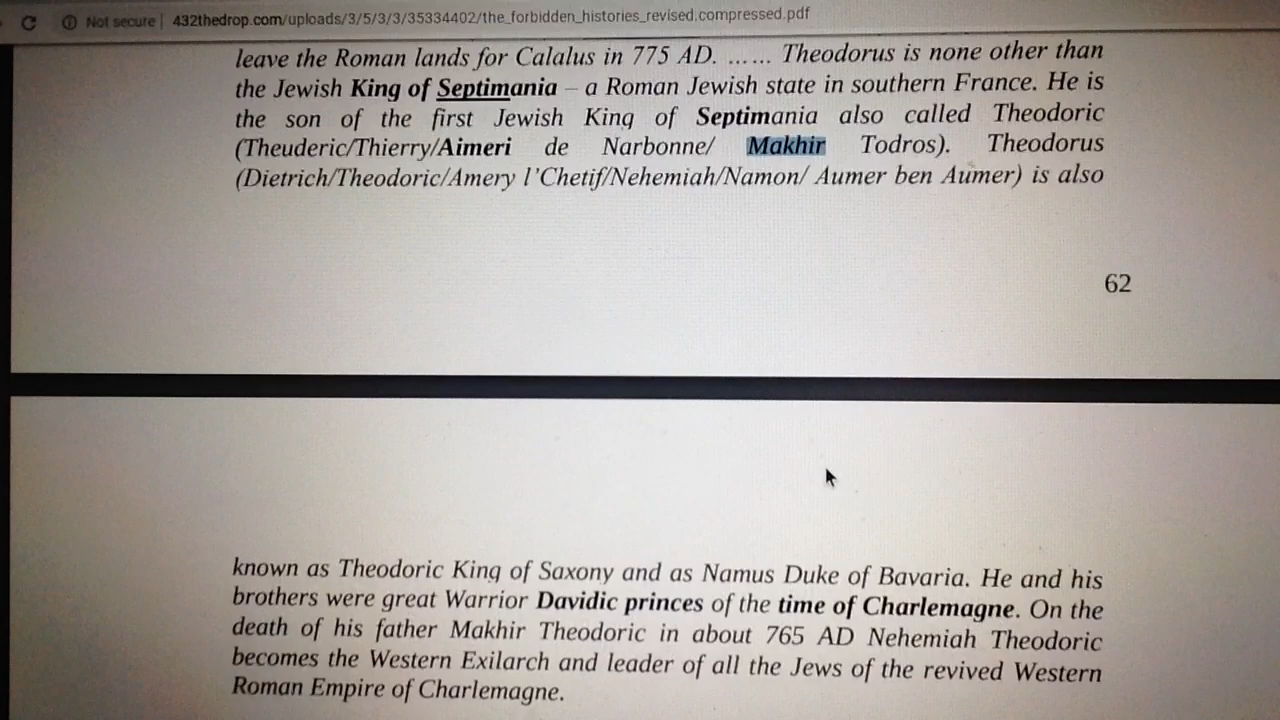 Not secure | 432thedrop.com/uploads/3/5/3/3/35334402/the_forbidden_histories_revised.compressed.pdf
leave the Roman lands for Calalus in 775 AD. …… Theodorus is none other than
the Jewish King of Septimania – a Roman Jewish state in southern France. He is
the son of the first Jewish King of Septimania also called Theodoric
(Theuderic/Thierry/Aimeri de Narbonne/ Makhir Todros). Theodorus
(Dietrich/Theodoric/Amery l'Chetif/Nehemiah/Namon/ Aumer ben Aumer) is also
62
known as Theodoric King of Saxony and as Namus Duke of Bavaria. He and his
brothers were great Warrior Davidic princes of the time of Charlemagne. On the
death of his father Makhir Theodoric in about 765 AD Nehemiah Theodoric
becomes the Western Exilarch and leader of all the Jews of the revived Western
Roman Empire of Charlemagne.